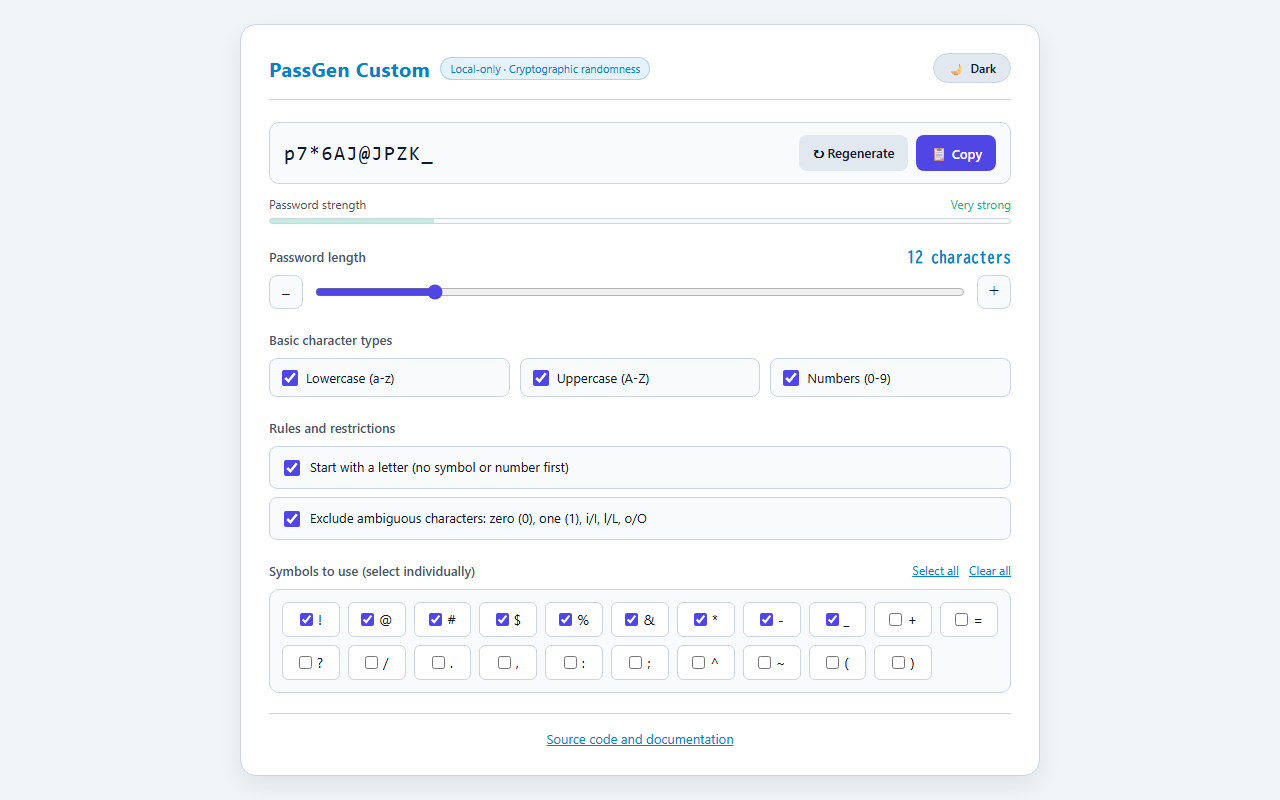 PassGen Custom
Local-only · Cryptographic randomness
🌙 Dark
p7*6AJ@JPZK_
↻ Regenerate
📋 Copy
Password strength
Very strong
Password length
12 characters
–
+
Basic character types
Lowercase (a-z)
Uppercase (A-Z)
Numbers (0-9)
Rules and restrictions
Start with a letter (no symbol or number first)
Exclude ambiguous characters: zero (0), one (1), i/I, l/L, o/O
Symbols to use (select individually)
Select all
Clear all
! @ # $ % & * - _ + =
? / . , : ; ^ ~ ( )
Source code and documentation